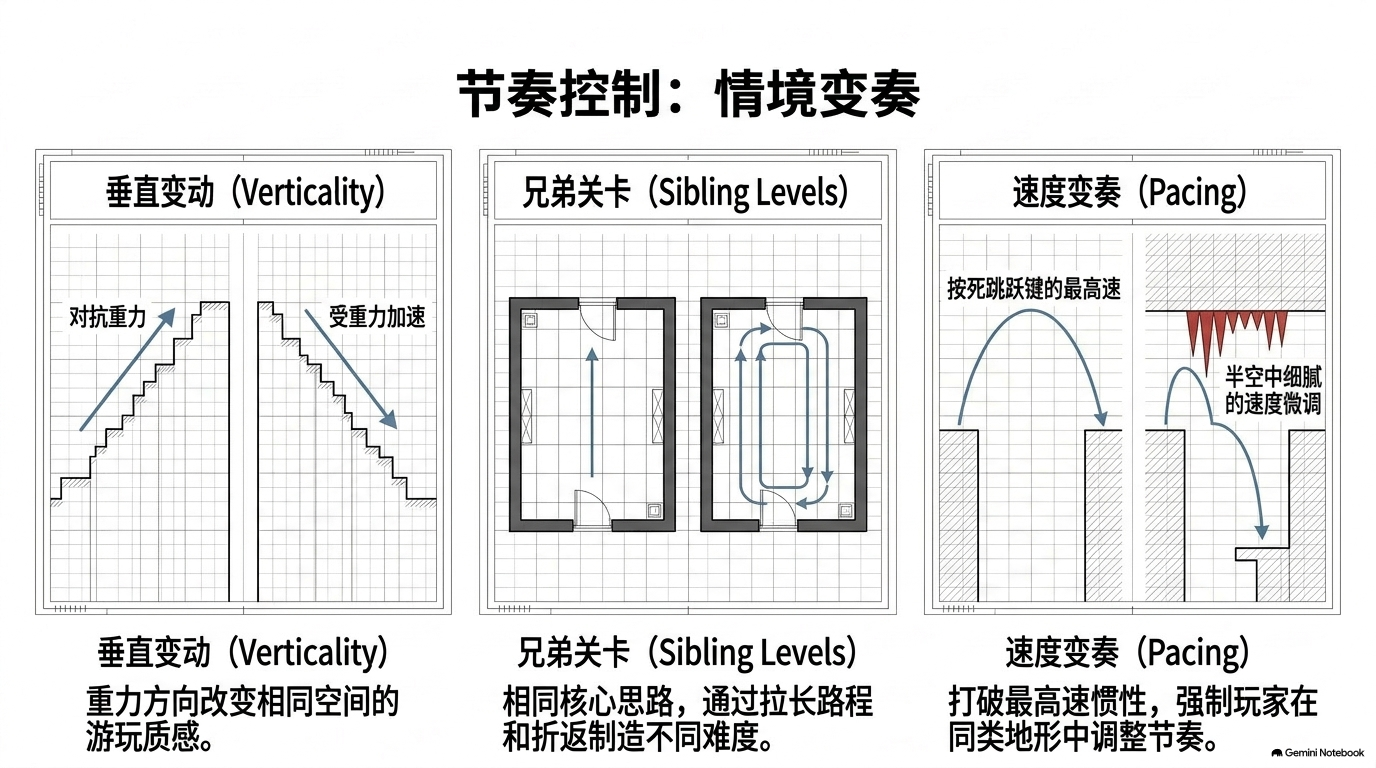 节奏控制：情境变奏
垂直变动（Verticality）
对抗重力
受重力加速
兄弟关卡（Sibling Levels）
速度变奏（Pacing）
按死跳跃键的最高速
半空中细腻
的速度微调
垂直变动（Verticality）
重力方向改变相同空间的
游玩质感。
兄弟关卡（Sibling Levels）
相同核心思路，通过拉长路程
和折返制造不同难度。
速度变奏（Pacing）
打破最高速惯性，强制玩家在
同类地形中调整节奏。
Gemini Notebook